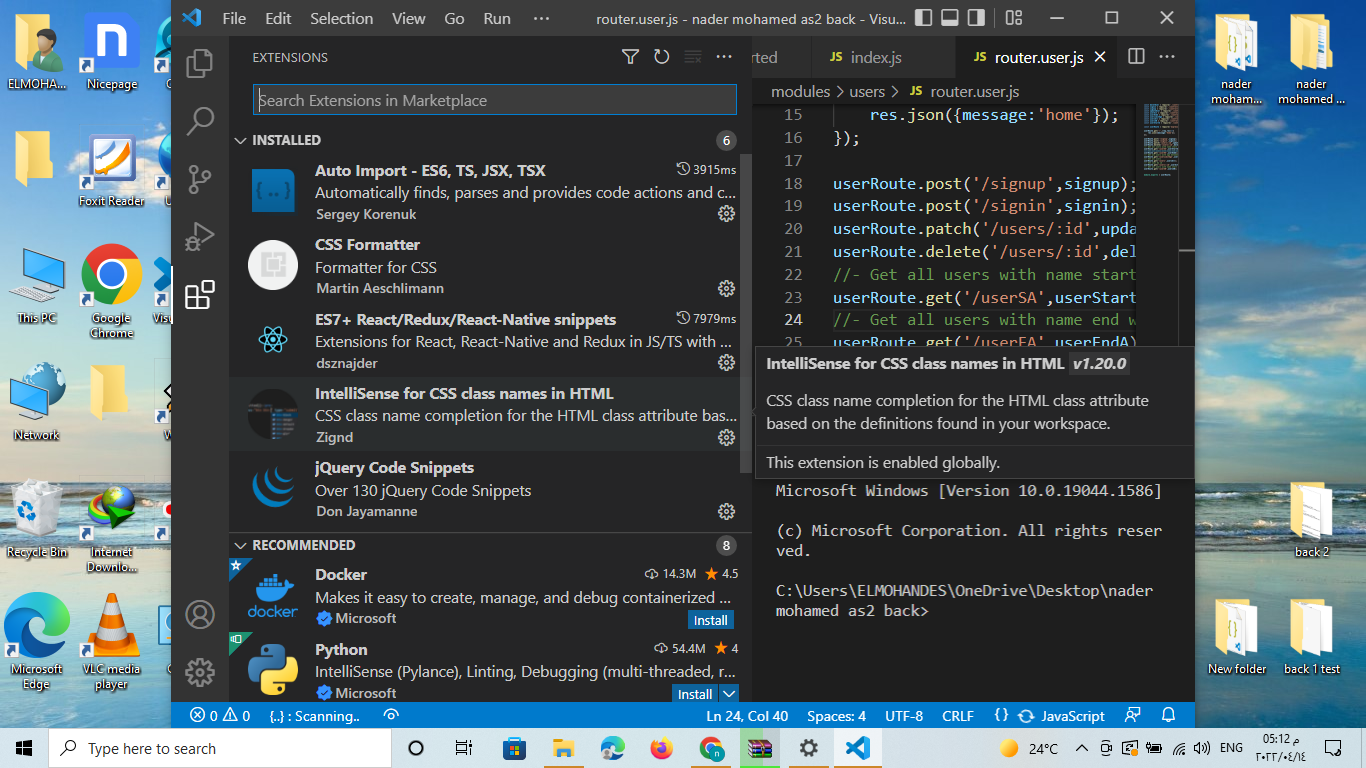 File Edit Selection View Go Run ··· router.user.js - nader mohamed as2 back - Visu...
EXTENSIONS
Search Extensions in Marketplace
INSTALLED 6
Auto Import - ES6, TS, JSX, TSX 3915ms
Automatically finds, parses and provides code actions and c...
Sergey Korenuk
CSS Formatter
Formatter for CSS
Martin Aeschlimann
ES7+ React/Redux/React-Native snippets 7979ms
Extensions for React, React-Native and Redux in JS/TS with ...
dsznajder
IntelliSense for CSS class names in HTML
CSS class name completion for the HTML class attribute bas...
Zignd
jQuery Code Snippets
Over 130 jQuery Code Snippets
Don Jayamanne
RECOMMENDED 8
Docker 14.3M 4.5
Makes it easy to create, manage, and debug containerized ...
Microsoft Install
docker
Python 54.4M 4
IntelliSense (Pylance), Linting, Debugging (multi-threaded, r...
Microsoft Install
rted JS index.js JS router.user.js
modules > users > JS router.user.js
15 res.json({message:'home'});
16 });
17
18 userRoute.post('/signup',signup);
19 userRoute.post('/signin',signin);
20 userRoute.patch('/users/:id',upda
21 userRoute.delete('/users/:id',del
22 //- Get all users with name start
23 userRoute.get('/userSA',userStart
24 //- Get all users with name end w
25 userRoute.get('/userEA',userEndA)
IntelliSense for CSS class names in HTML v1.20.0
CSS class name completion for the HTML class attribute
based on the definitions found in your workspace.
This extension is enabled globally.
Microsoft Windows [Version 10.0.19044.1586]
(c) Microsoft Corporation. All rights reser
ved.
C:\Users\ELMOHANDES\OneDrive\Desktop\nader
mohamed as2 back>
0 0 {..} : Scanning.. Ln 24, Col 40 Spaces: 4 UTF-8 CRLF {} JavaScript
ELMOHA...
Nicepage
Foxit Reader
This PC
Google
Chrome
Visu
Network
Recycle Bin
Internet
Downlo...
Microsoft
Edge
VLC media
player
nader
moham...
nader
mohamed ...
back 2
New folder
back 1 test
Type here to search
24°C
ENG
05:12 م
٢٠٢٢/٠٤/١٤